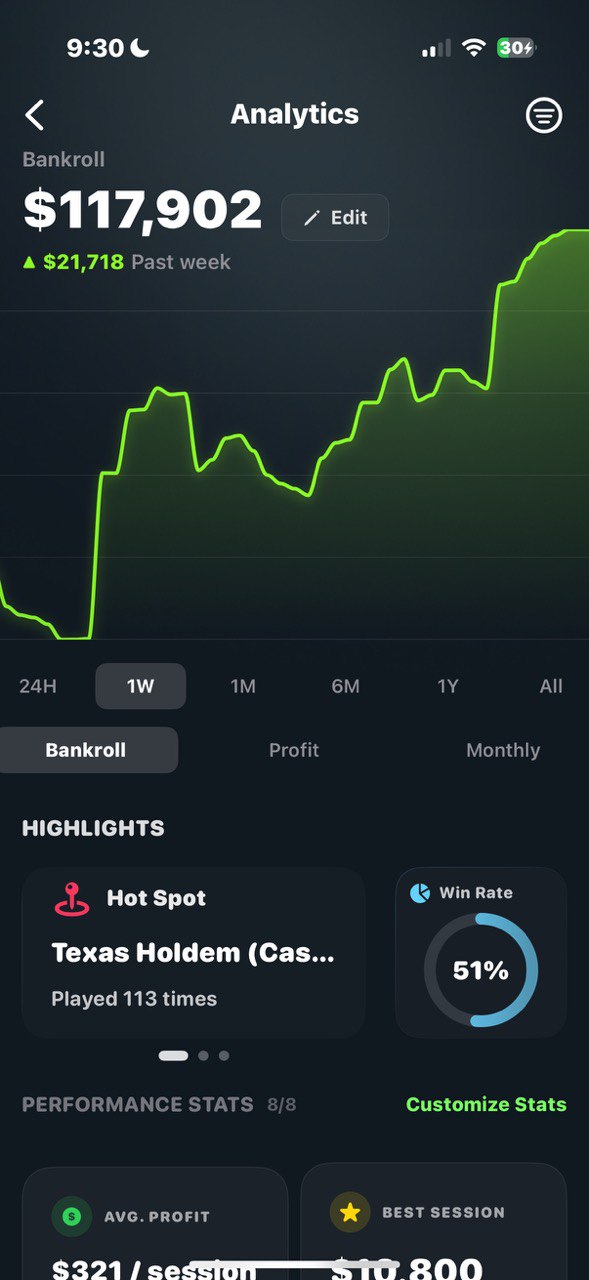 9:30
30
Analytics
Bankroll
$117,902
Edit
▲ $21,718 Past week
24H 1W 1M 6M 1Y All
Bankroll Profit Monthly
HIGHLIGHTS
Hot Spot
Texas Holdem (Cas...
Played 113 times
Win Rate
51%
PERFORMANCE STATS 8/8
Customize Stats
$ AVG. PROFIT
$321 / session
BEST SESSION
$10,800